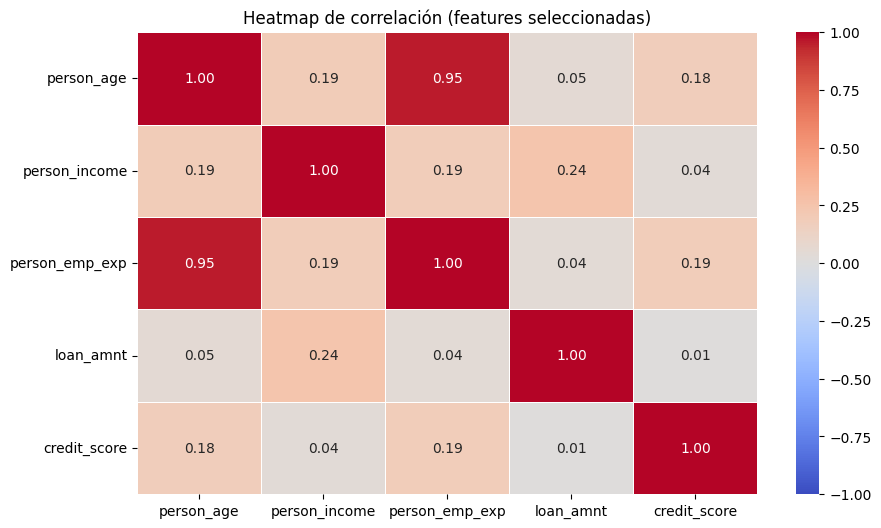 Heatmap de correlación (features seleccionadas)
person_age 1.00 0.19 0.95 0.05 0.18
person_income 0.19 1.00 0.19 0.24 0.04
person_emp_exp 0.95 0.19 1.00 0.04 0.19
loan_amnt 0.05 0.24 0.04 1.00 0.01
credit_score 0.18 0.04 0.19 0.01 1.00
person_age person_income person_emp_exp loan_amnt credit_score
1.00
0.75
0.50
0.25
0.00
−0.25
−0.50
−0.75
−1.00